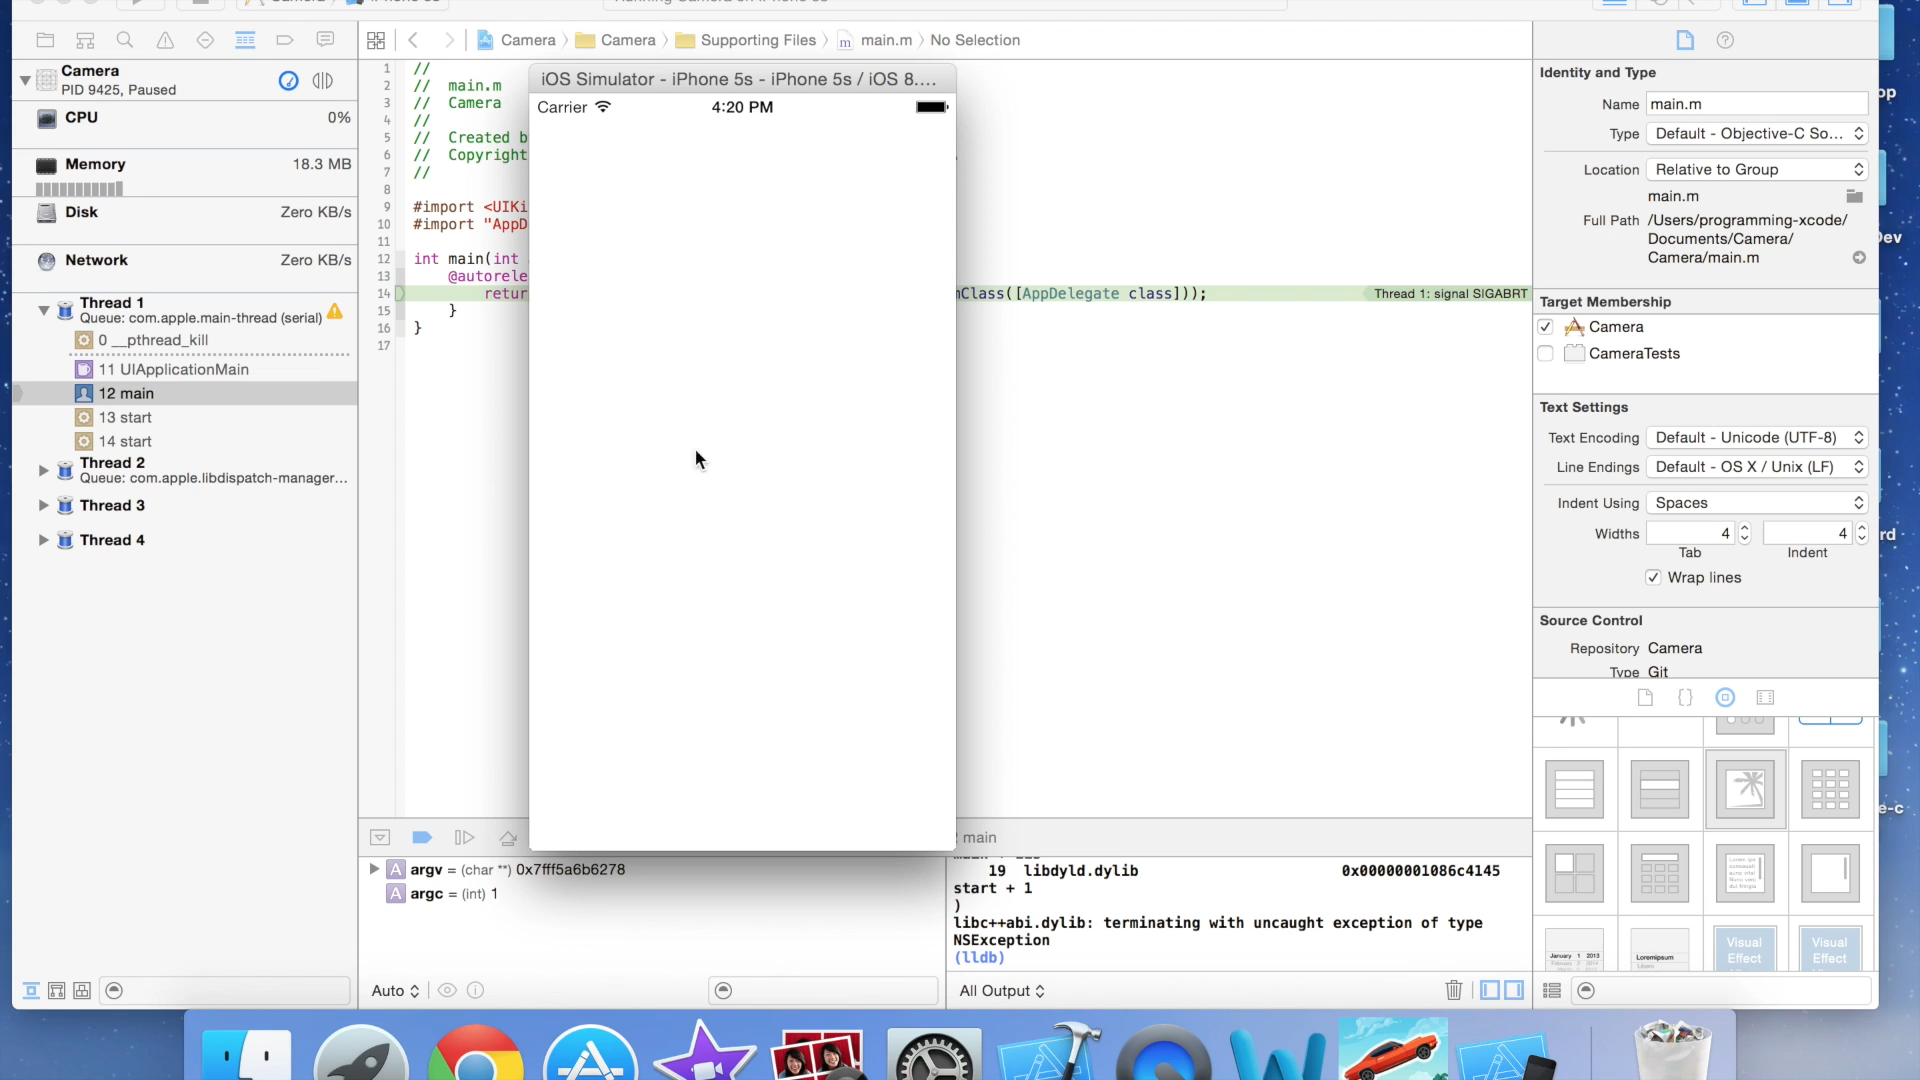 Camera
Camera
Supporting Files
main.m
No Selection
Camera
PID 9425, Paused
CPU
0%
Memory
18.3 MB
Disk
Zero KB/s
Network
Zero KB/s
Thread 1
Queue: com.apple.main-thread (serial)
0 __pthread_kill
11 UIApplicationMain
12 main
13 start
14 start
Thread 2
Queue: com.apple.libdispatch-manager...
Thread 3
Thread 4
1 //
2 // main.m
3 // Camera
4 //
5 // Created b
6 // Copyright
7 //
8
9 #import <UIKi
10 #import "AppD
11
12 int main(int
13 @autorele
14 retur
nClass([AppDelegate class]));
Thread 1: signal SIGABRT
15 }
16 }
17
iOS Simulator - iPhone 5s - iPhone 5s / iOS 8....
Carrier
4:20 PM
main
argv = (char **) 0x7fff5a6b6278
argc = (int) 1
19 libdyld.dylib 0x00000001086c4145
start + 1
)
libc++abi.dylib: terminating with uncaught exception of type
NSException
(lldb)
Auto
All Output
Identity and Type
Name main.m
Type Default - Objective-C So...
Location Relative to Group
main.m
Full Path /Users/programming-xcode/
Documents/Camera/
Camera/main.m
Target Membership
Camera
CameraTests
Text Settings
Text Encoding Default - Unicode (UTF-8)
Line Endings Default - OS X / Unix (LF)
Indent Using Spaces
Widths 4 4
Tab Indent
Wrap lines
Source Control
Repository Camera
Type Git
Visual
Effect
Visual
Effect
op
Dev
rd
e-c